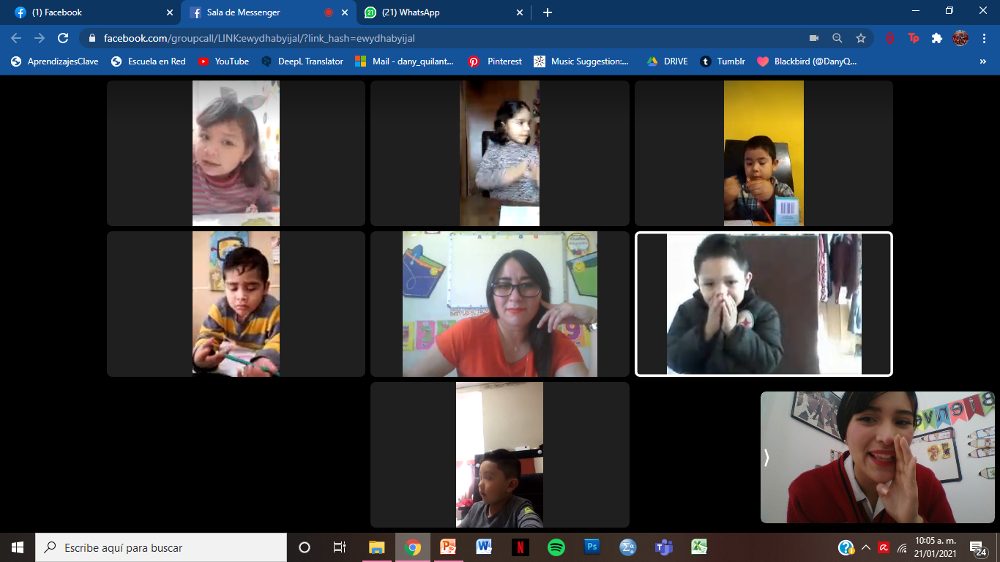 (1) Facebook
Sala de Messenger
(21) WhatsApp
facebook.com/groupcall/LINK:ewydhabyijal/?link_hash=ewydhabyijal
AprendizajesClave
Escuela en Red
YouTube
DeepL Translator
Mail - dany_quilant...
Pinterest
Music Suggestion:...
DRIVE
Tumblr
Blackbird (@DanyQ...
»
Bienve
Escribe aquí para buscar
10:05 a. m.
21/01/2021
24